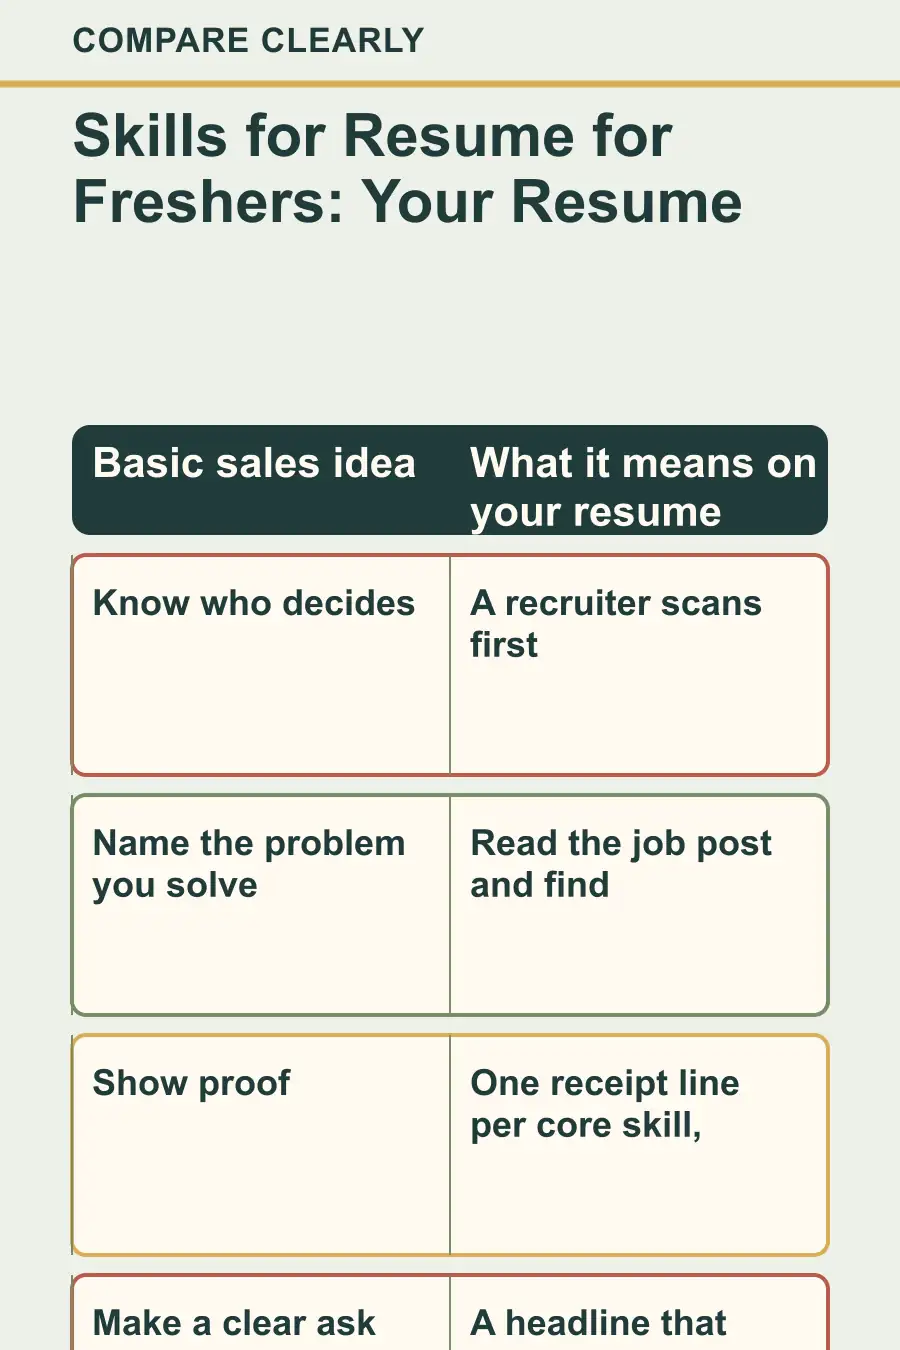 COMPARE CLEARLY
Skills for Resume for
Freshers: Your Resume
Basic sales idea
What it means on
your resume
Know who decides
A recruiter scans
first
Name the problem
you solve
Read the job post
and find
Show proof
One receipt line
per core skill,
Make a clear ask
A headline that